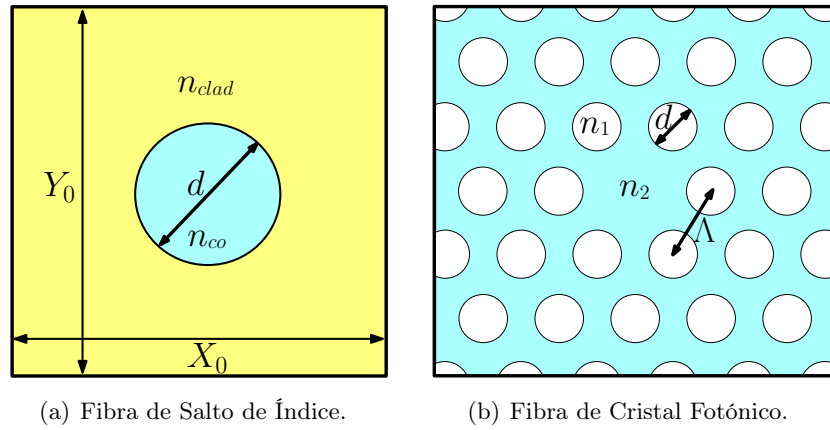 n_clad
Y_0
d
n_co
X_0
n_1
d
n_2
Λ
(a) Fibra de Salto de Índice.
(b) Fibra de Cristal Fotónico.